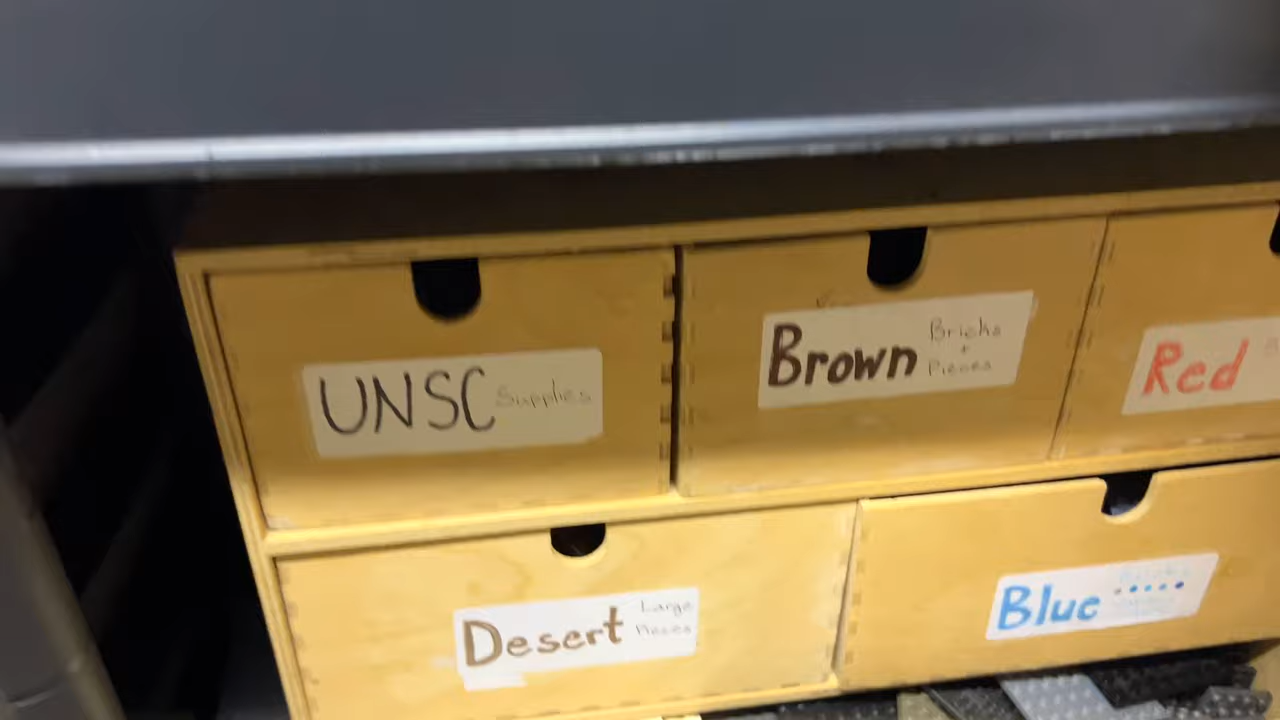 UNSC Supplies
Brown Bricks
+
Pieces
Red
Desert Large
Pieces
Blue